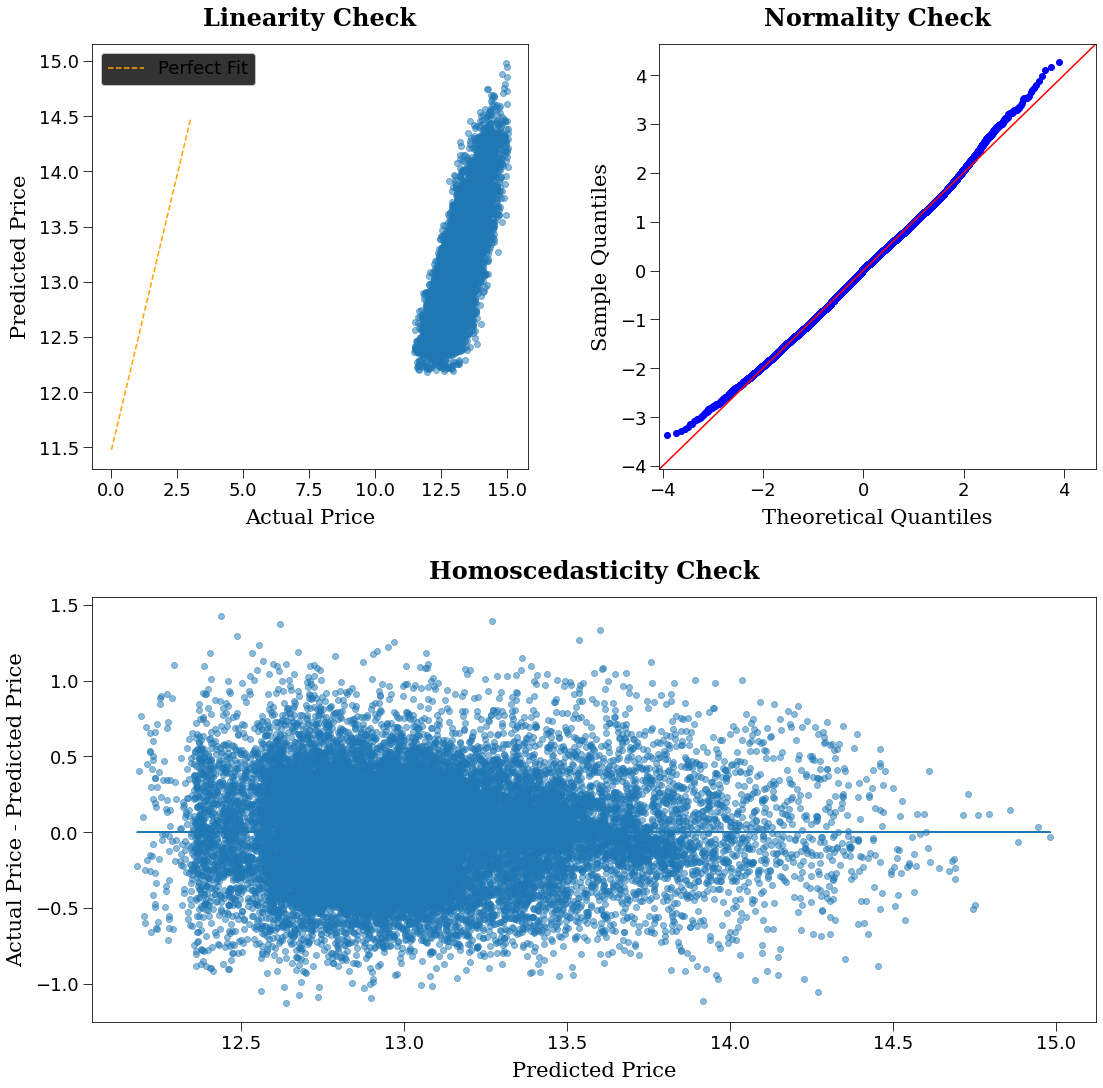 Linearity Check
Perfect Fit
Predicted Price
15.0
14.5
14.0
13.5
13.0
12.5
12.0
11.5
0.0 2.5 5.0 7.5 10.0 12.5 15.0
Actual Price
Normality Check
Sample Quantiles
4
3
2
1
0
−1
−2
−3
−4
−4 −2 0 2 4
Theoretical Quantiles
Homoscedasticity Check
Actual Price - Predicted Price
1.5
1.0
0.5
0.0
−0.5
−1.0
12.5 13.0 13.5 14.0 14.5 15.0
Predicted Price